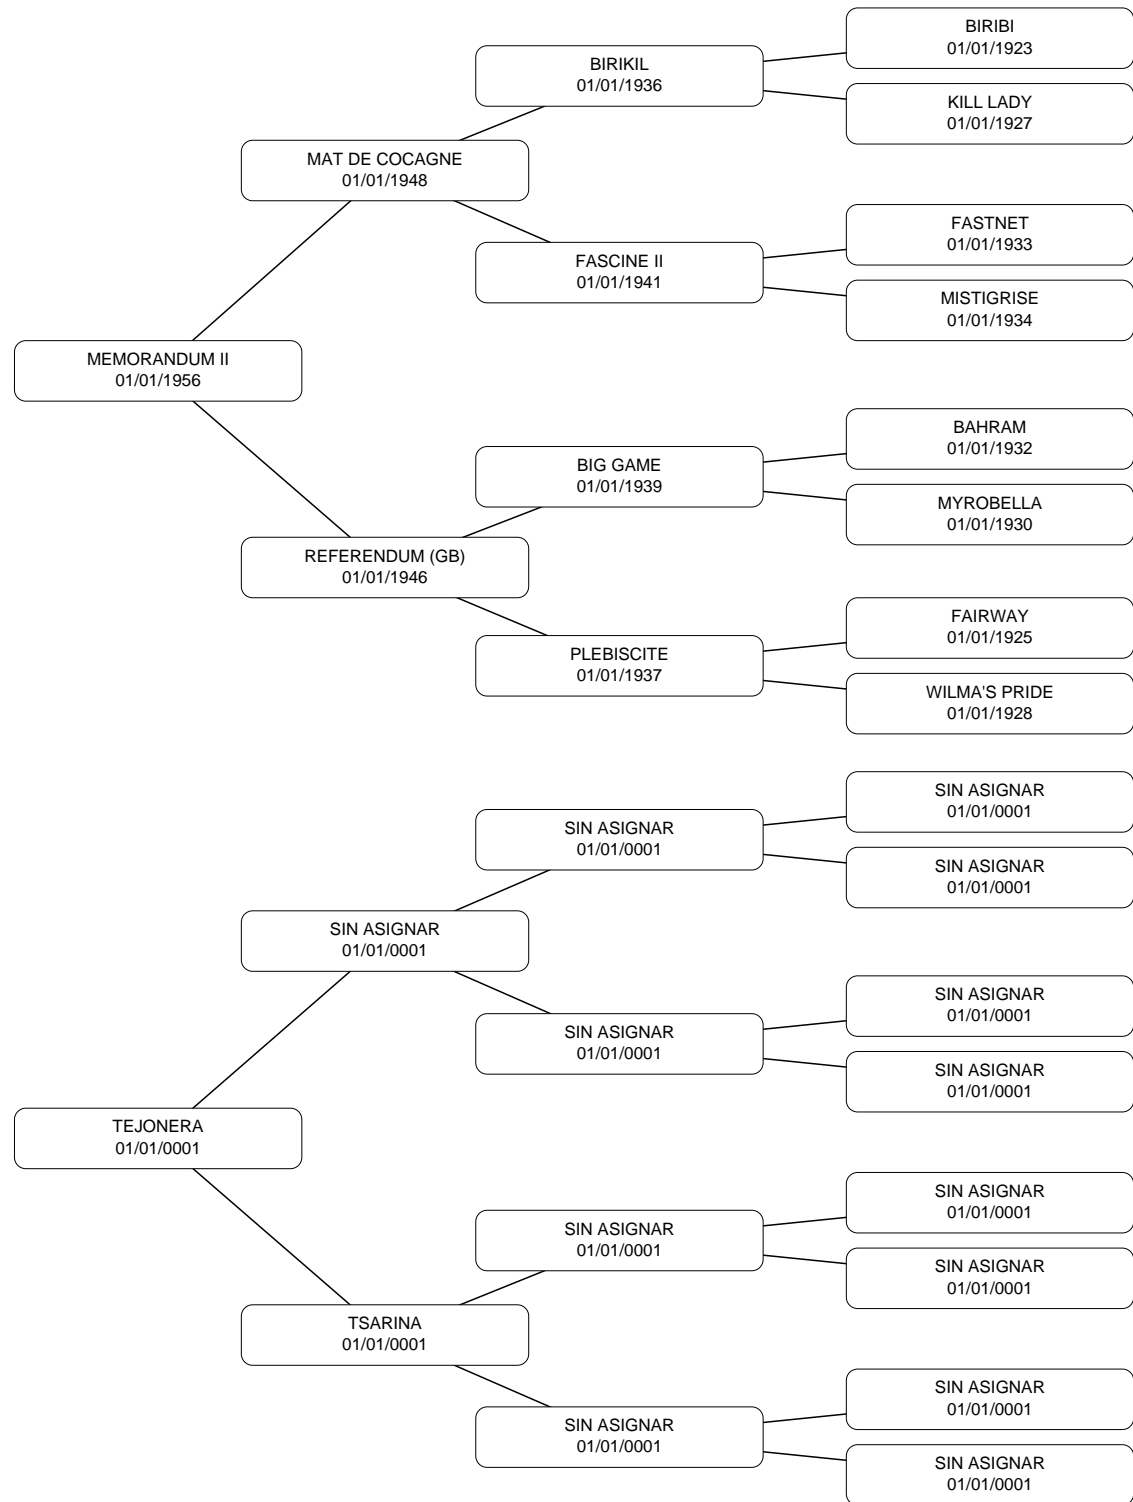 BIRIBI
01/01/1923
BIRIKIL
01/01/1936
KILL LADY
01/01/1927
MAT DE COCAGNE
01/01/1948
FASTNET
01/01/1933
FASCINE II
01/01/1941
MISTIGRISE
01/01/1934
MEMORANDUM II
01/01/1956
BAHRAM
01/01/1932
BIG GAME
01/01/1939
MYROBELLA
01/01/1930
REFERENDUM (GB)
01/01/1946
FAIRWAY
01/01/1925
PLEBISCITE
01/01/1937
WILMA'S PRIDE
01/01/1928
SIN ASIGNAR
01/01/0001
SIN ASIGNAR
01/01/0001
SIN ASIGNAR
01/01/0001
SIN ASIGNAR
01/01/0001
SIN ASIGNAR
01/01/0001
SIN ASIGNAR
01/01/0001
SIN ASIGNAR
01/01/0001
TEJONERA
01/01/0001
SIN ASIGNAR
01/01/0001
SIN ASIGNAR
01/01/0001
SIN ASIGNAR
01/01/0001
TSARINA
01/01/0001
SIN ASIGNAR
01/01/0001
SIN ASIGNAR
01/01/0001
SIN ASIGNAR
01/01/0001